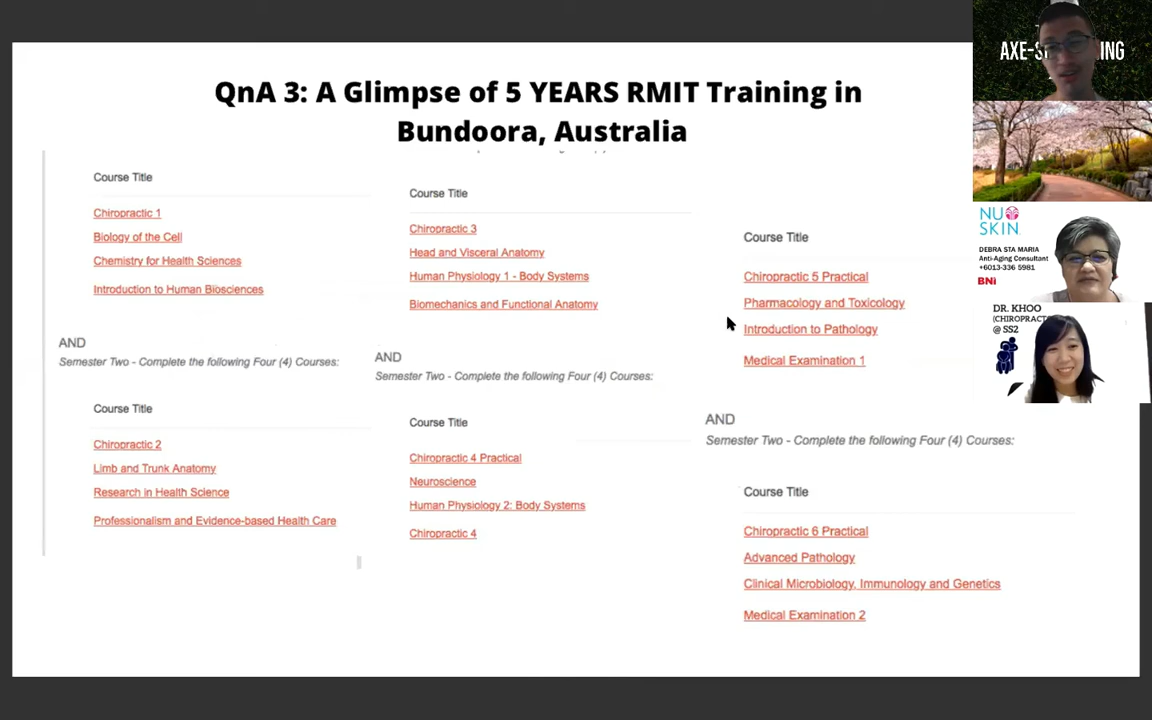 QnA 3: A Glimpse of 5 YEARS RMIT Training in
Bundoora, Australia
Course Title
Chiropractic 1
Biology of the Cell
Chemistry for Health Sciences
Introduction to Human Biosciences
AND
Semester Two - Complete the following Four (4) Courses:
Course Title
Chiropractic 2
Limb and Trunk Anatomy
Research in Health Science
Professionalism and Evidence-based Health Care
Course Title
Chiropractic 3
Head and Visceral Anatomy
Human Physiology 1 - Body Systems
Biomechanics and Functional Anatomy
AND
Semester Two - Complete the following Four (4) Courses:
Course Title
Chiropractic 4 Practical
Neuroscience
Human Physiology 2: Body Systems
Chiropractic 4
Course Title
Chiropractic 5 Practical
Pharmacology and Toxicology
Introduction to Pathology
Medical Examination 1
AND
Semester Two - Complete the following Four (4) Courses:
Course Title
Chiropractic 6 Practical
Advanced Pathology
Clinical Microbiology, Immunology and Genetics
Medical Examination 2
NU
SKIN
DEBRA STA MARIA
Anti-Aging Consultant
+6013-336 5981
BNI
DR. KHOO
@ SS2